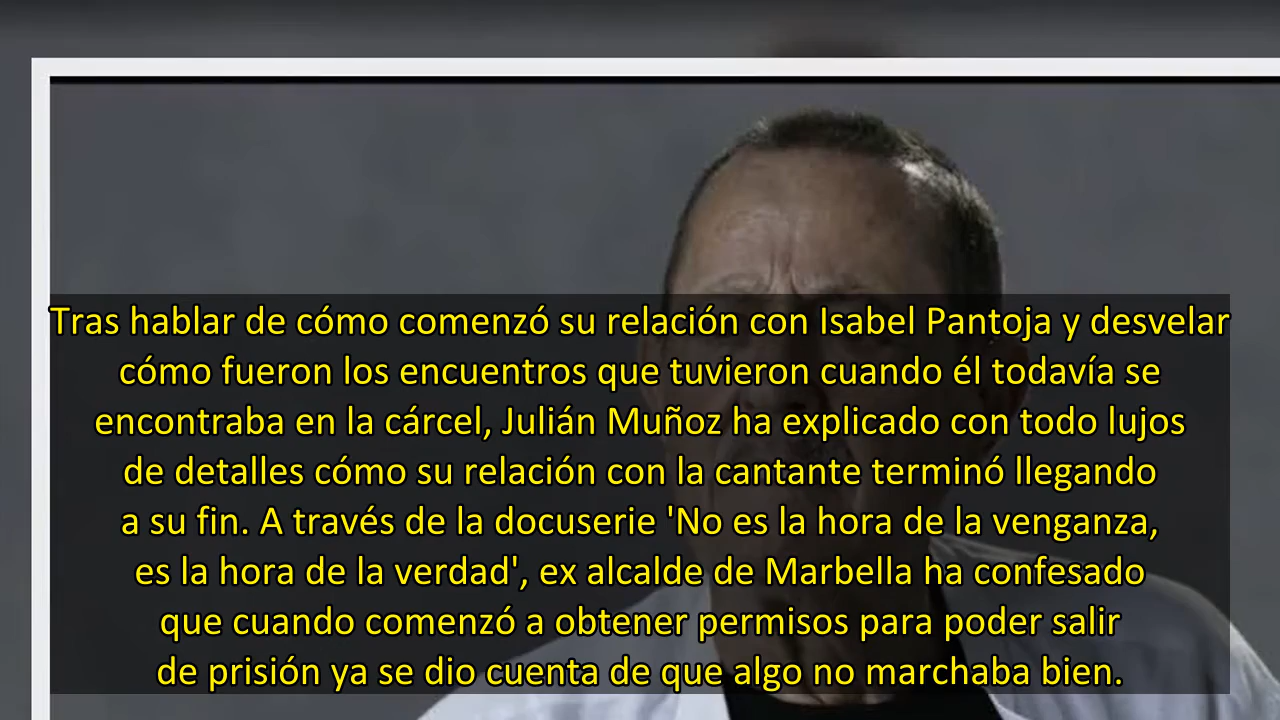 Tras hablar de cómo comenzó su relación con Isabel Pantoja y desvelar
cómo fueron los encuentros que tuvieron cuando él todavía se
encontraba en la cárcel, Julián Muñoz ha explicado con todo lujos
de detalles cómo su relación con la cantante terminó llegando
a su fin. A través de la docuserie 'No es la hora de la venganza,
es la hora de la verdad', ex alcalde de Marbella ha confesado
que cuando comenzó a obtener permisos para poder salir
de prisión ya se dio cuenta de que algo no marchaba bien.